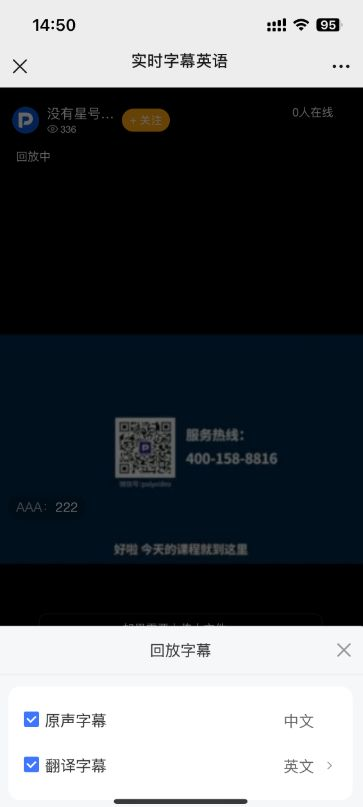 14:50
95
实时字幕英语
没有星号...
336
+ 关注
0人在线
回放中
服务热线：
400-158-8816
AAA： 222
好啦 今天的课程就到这里
回放字幕
原声字幕
中文
翻译字幕
英文